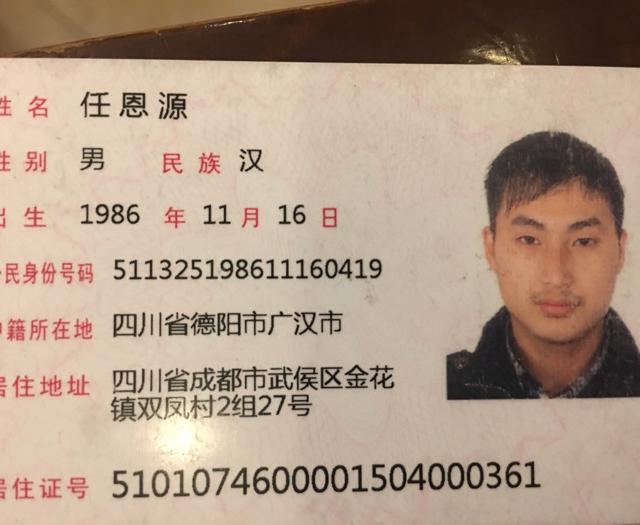 姓名 任恩源
性别 男 民族 汉
出生 1986 年 11 月 16 日
民身份号码 511325198611160419
户籍所在地 四川省德阳市广汉市
居住地址 四川省成都市武侯区金花
镇双凤村2组27号
居住证号 5101074600001504000361